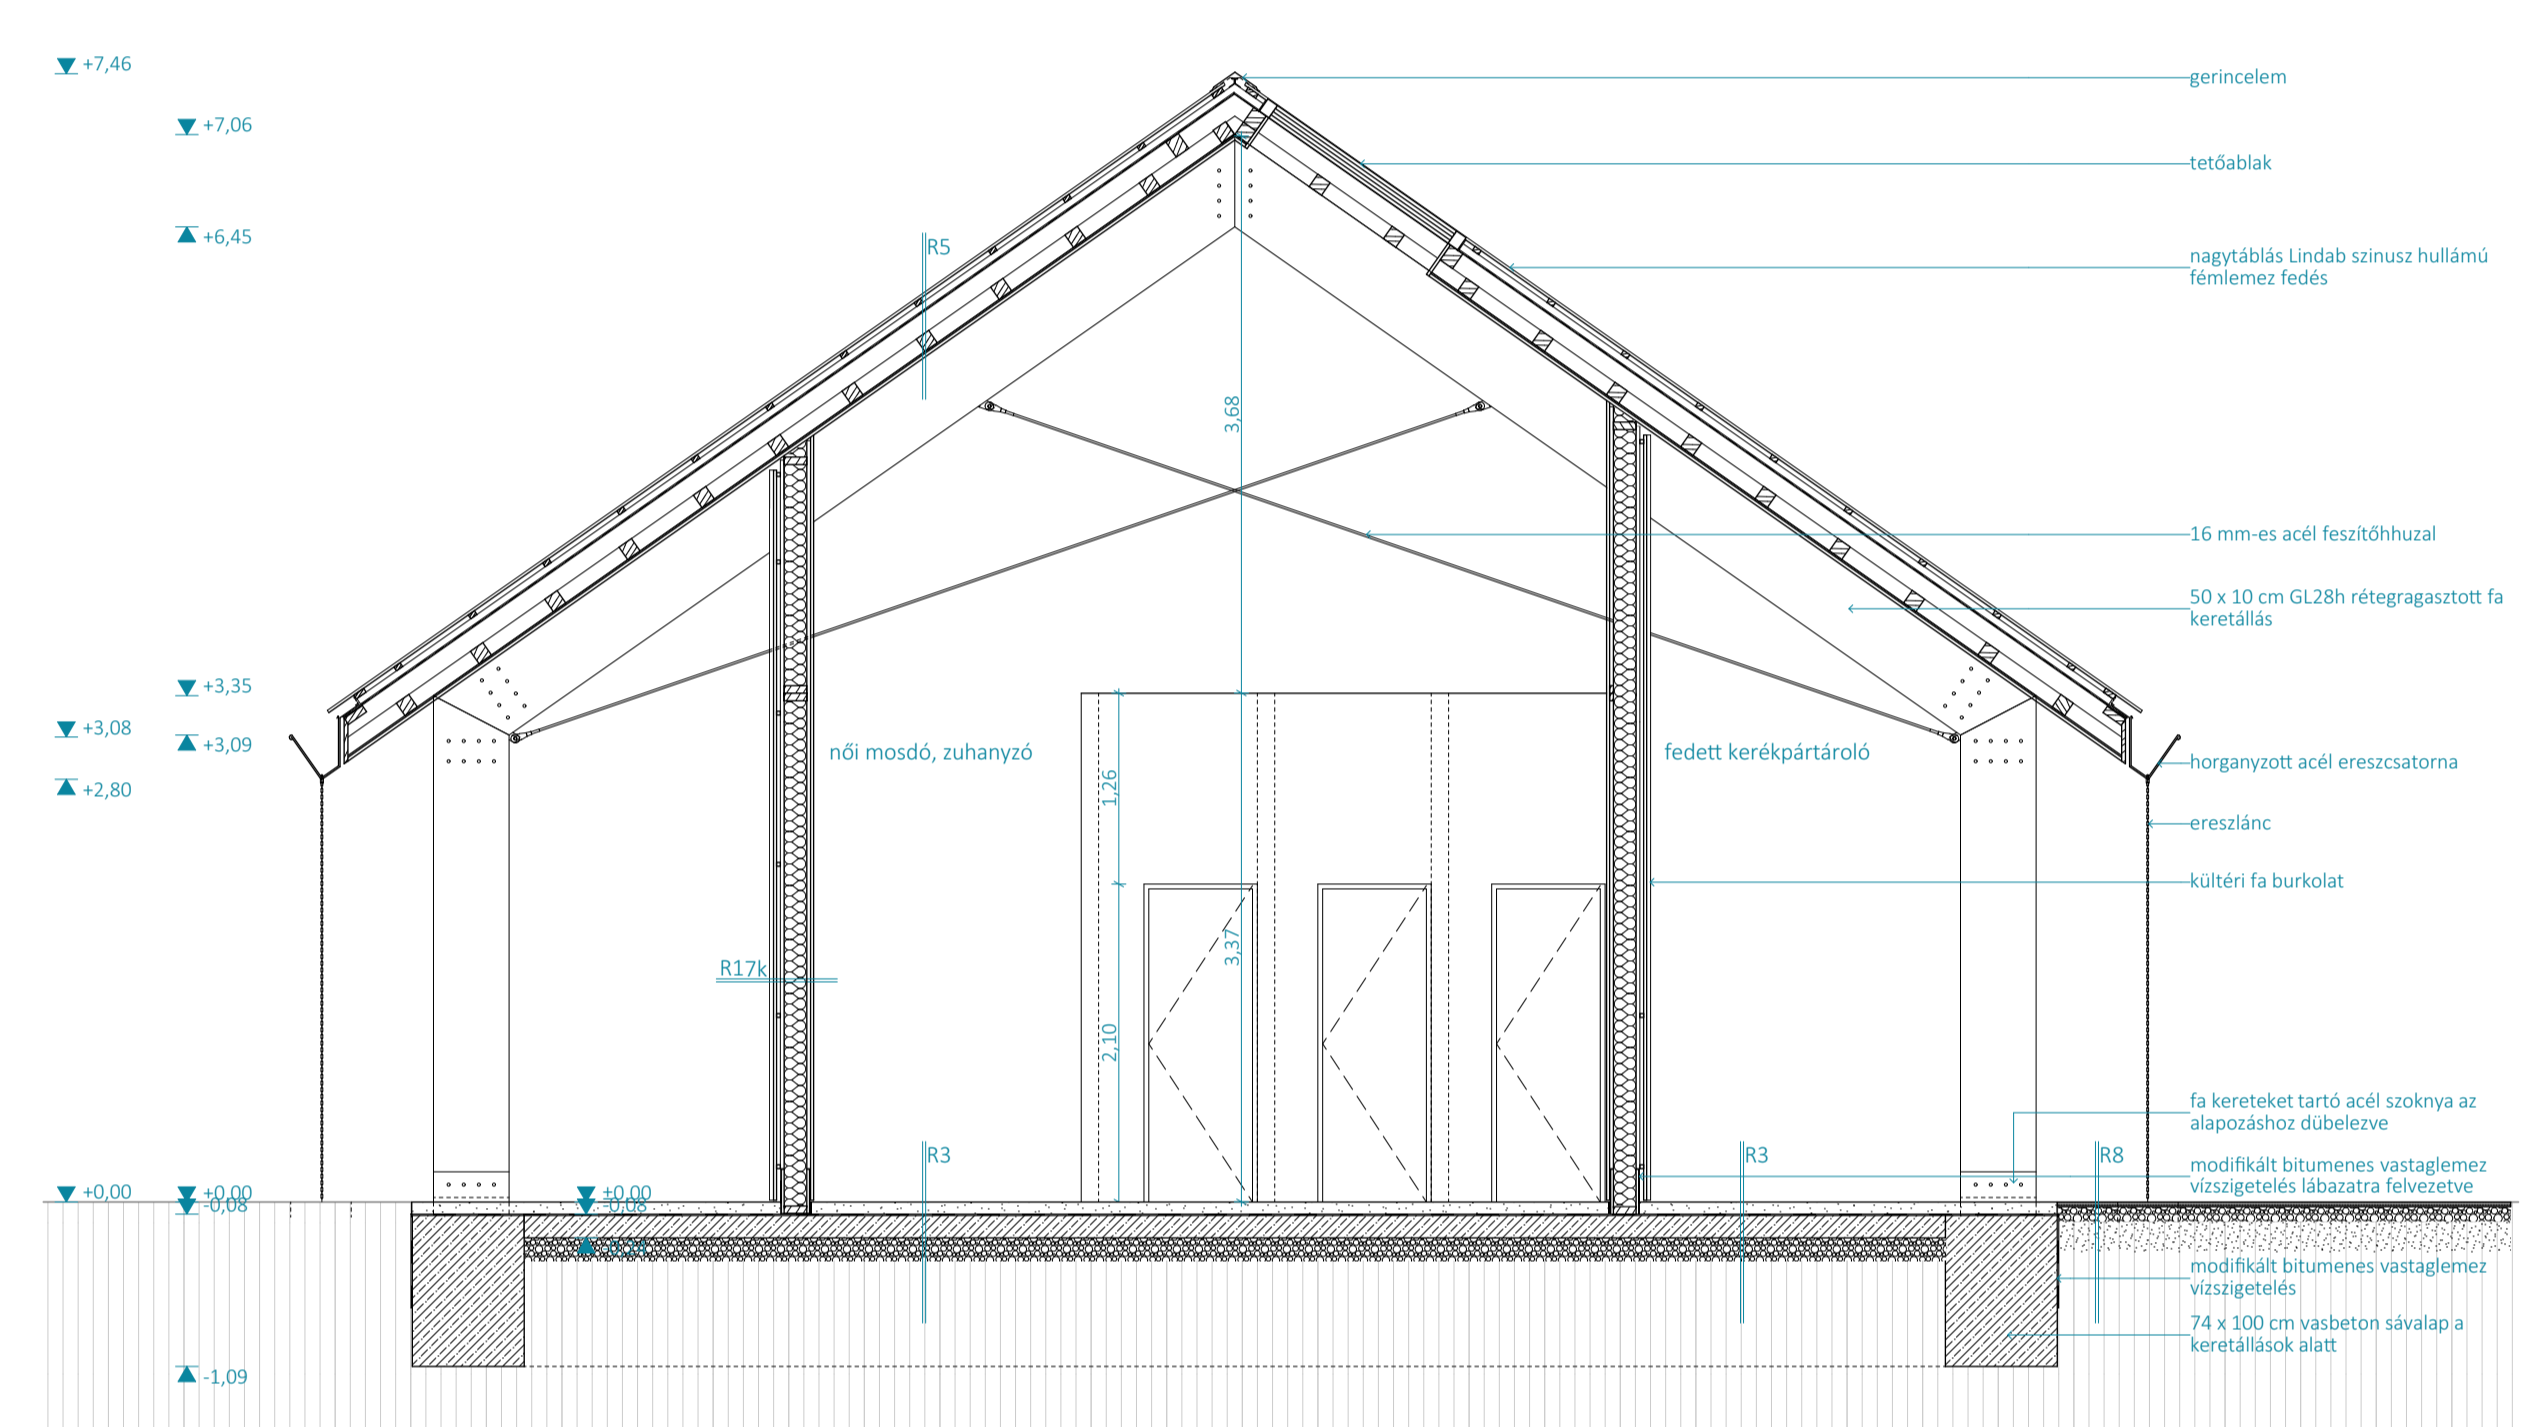 +7,46
gerincelem
+7,06
tetőablak
+6,45
R5
nagytáblás Lindab szinusz hullámú
fémlemez fedés
3,68
16 mm-es acél feszítőhhuzal
50 x 10 cm GL28h rétegragasztott fa
keretállás
+3,35
+3,08
+3,09
+2,80
női mosdó, zuhanyzó
fedett kerékpártároló
horganyzott acél ereszcsatorna
1,26
ereszlánc
kültéri fa burkolat
3,37
R17k
2,10
fa kereteket tartó acél szoknya az
alapozáshoz dübelezve
R3
R3
R8
modifikált bitumenes vastaglemez
vízszigetelés lábazatra felvezetve
+0,00
+0,00
-0,08
±0,00
-0,08
-0,24
modifikált bitumenes vastaglemez
vízszigetelés
74 x 100 cm vasbeton sávalap a
keretállások alatt
-1,09